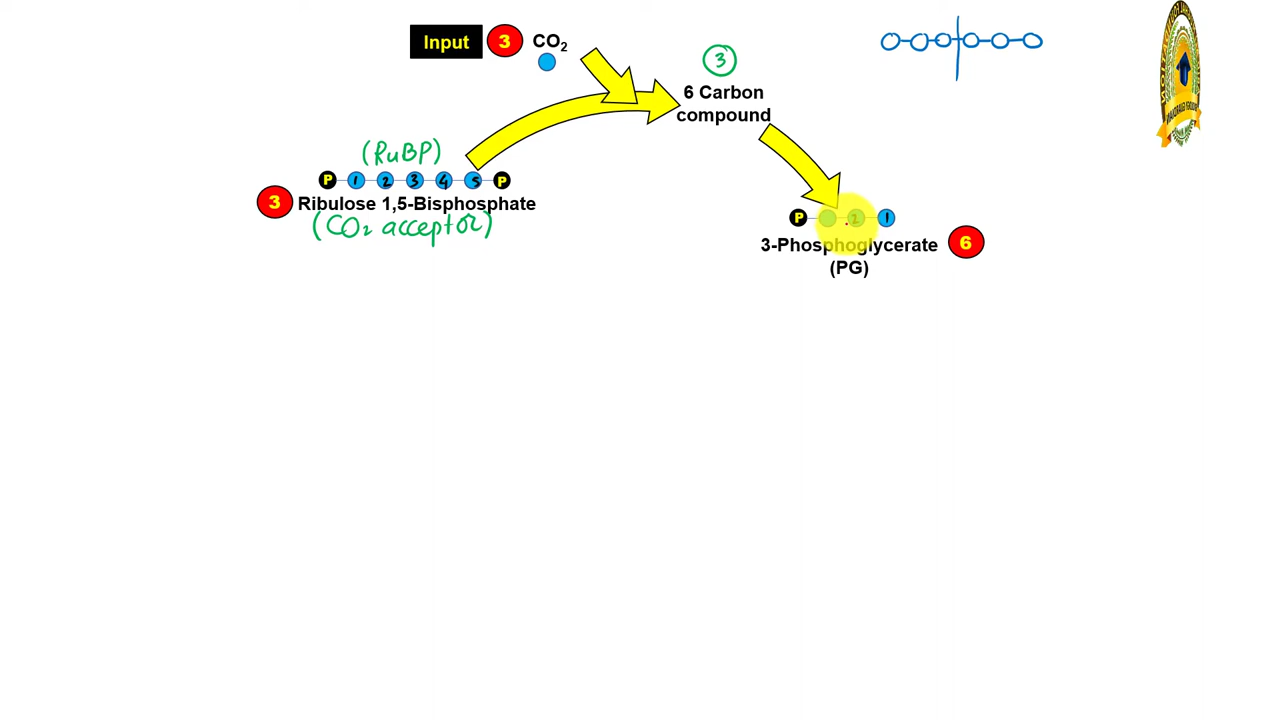 Input 3 CO2
3
6 Carbon
compound
(RuBP)
P 1 2 3 4 5 P
3 Ribulose 1,5-Bisphosphate
(CO2 acceptor)
P 2 1
3-Phosphoglycerate 6
(PG)